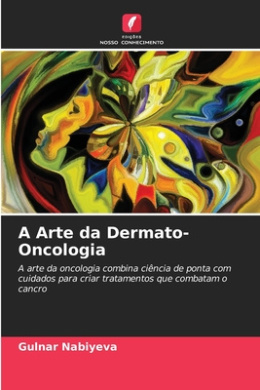 edições
NOSSO CONHECIMENTO
A Arte da Dermato-
Oncologia
A arte da oncologia combina ciência de ponta com
cuidados para criar tratamentos que combatam o
cancro
Gulnar Nabiyeva